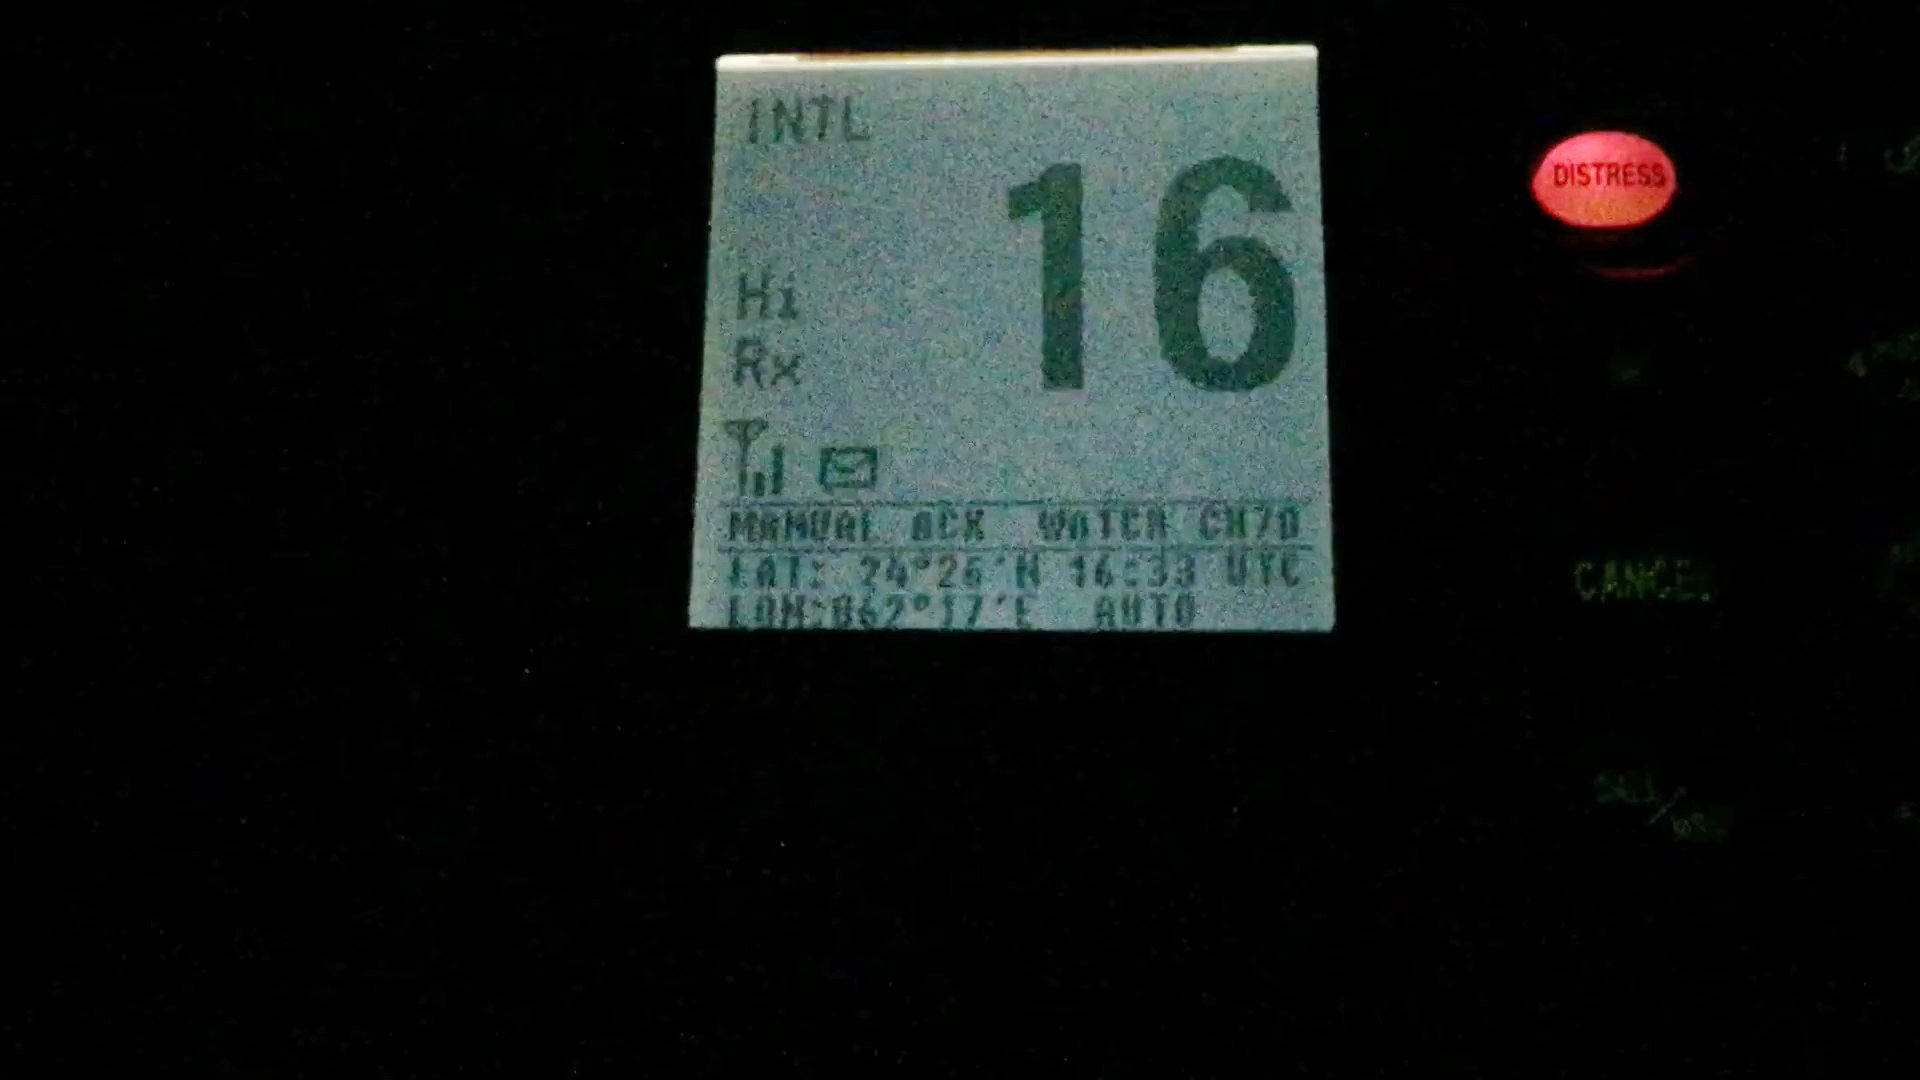 INTL
16
DISTRESS
Hi
Rx
MANUAL ACK WATCH CH70
LAT: 24°26'N 16:33 UTC
LON:062°17'E AUTO
CANCEL